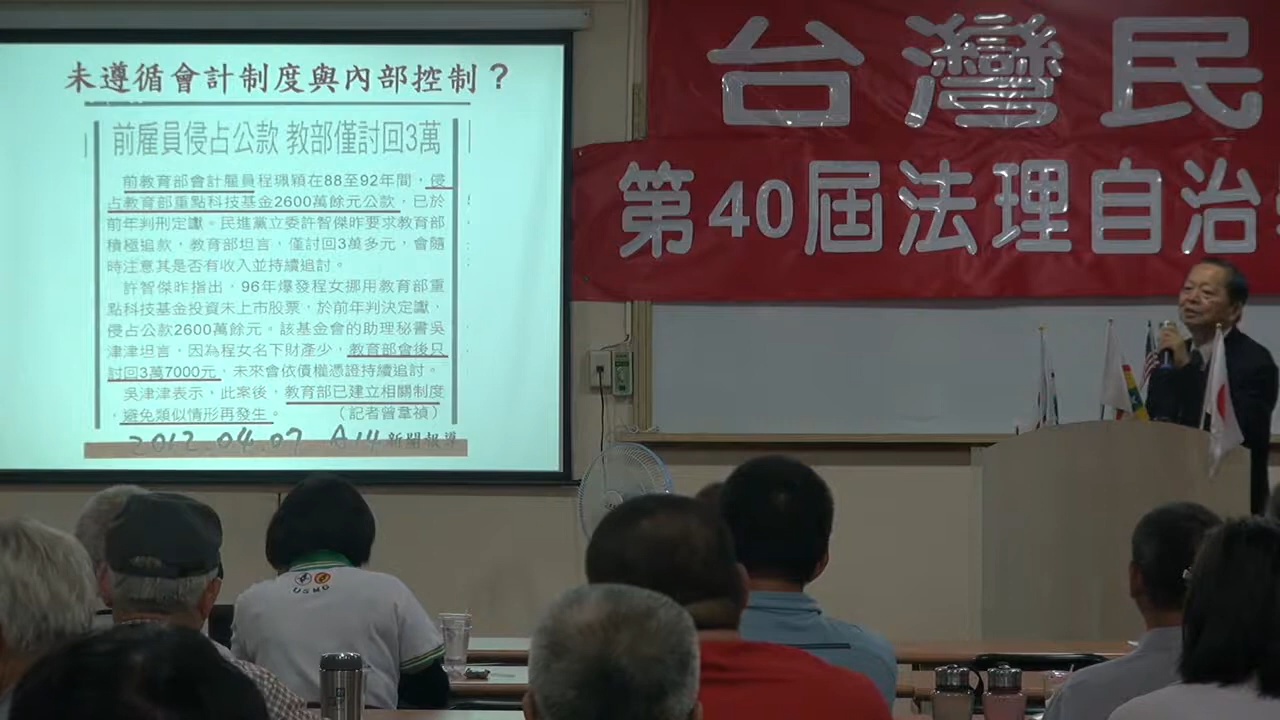 未遵循會計制度與內部控制？
前雇員侵占公款 教部僅討回3萬
前教育部會計雇員程珮穎在88至92年間，侵
占教育部重點科技基金2600萬餘元公款，已於
前年判刑定讞。民進黨立委許智傑昨要求教育部
積極追款，教育部坦言，僅討回3萬多元，會隨
時注意其是否有收入並持續追討。
許智傑昨指出，96年爆發程女挪用教育部重
點科技基金投資未上市股票，於前年判決定讞，
侵占公款2600萬餘元。該基金會的助理秘書吳
津津坦言，因為程女名下財產少，教育部會後只
討回3萬7000元，未來會依債權憑證持續追討。
吳津津表示，此案後，教育部已建立相關制度
，避免類似情形再發生。 （記者曾韋禎）
2012.04.07 A14新聞報導
台灣民
第40屆法理自治
USMG